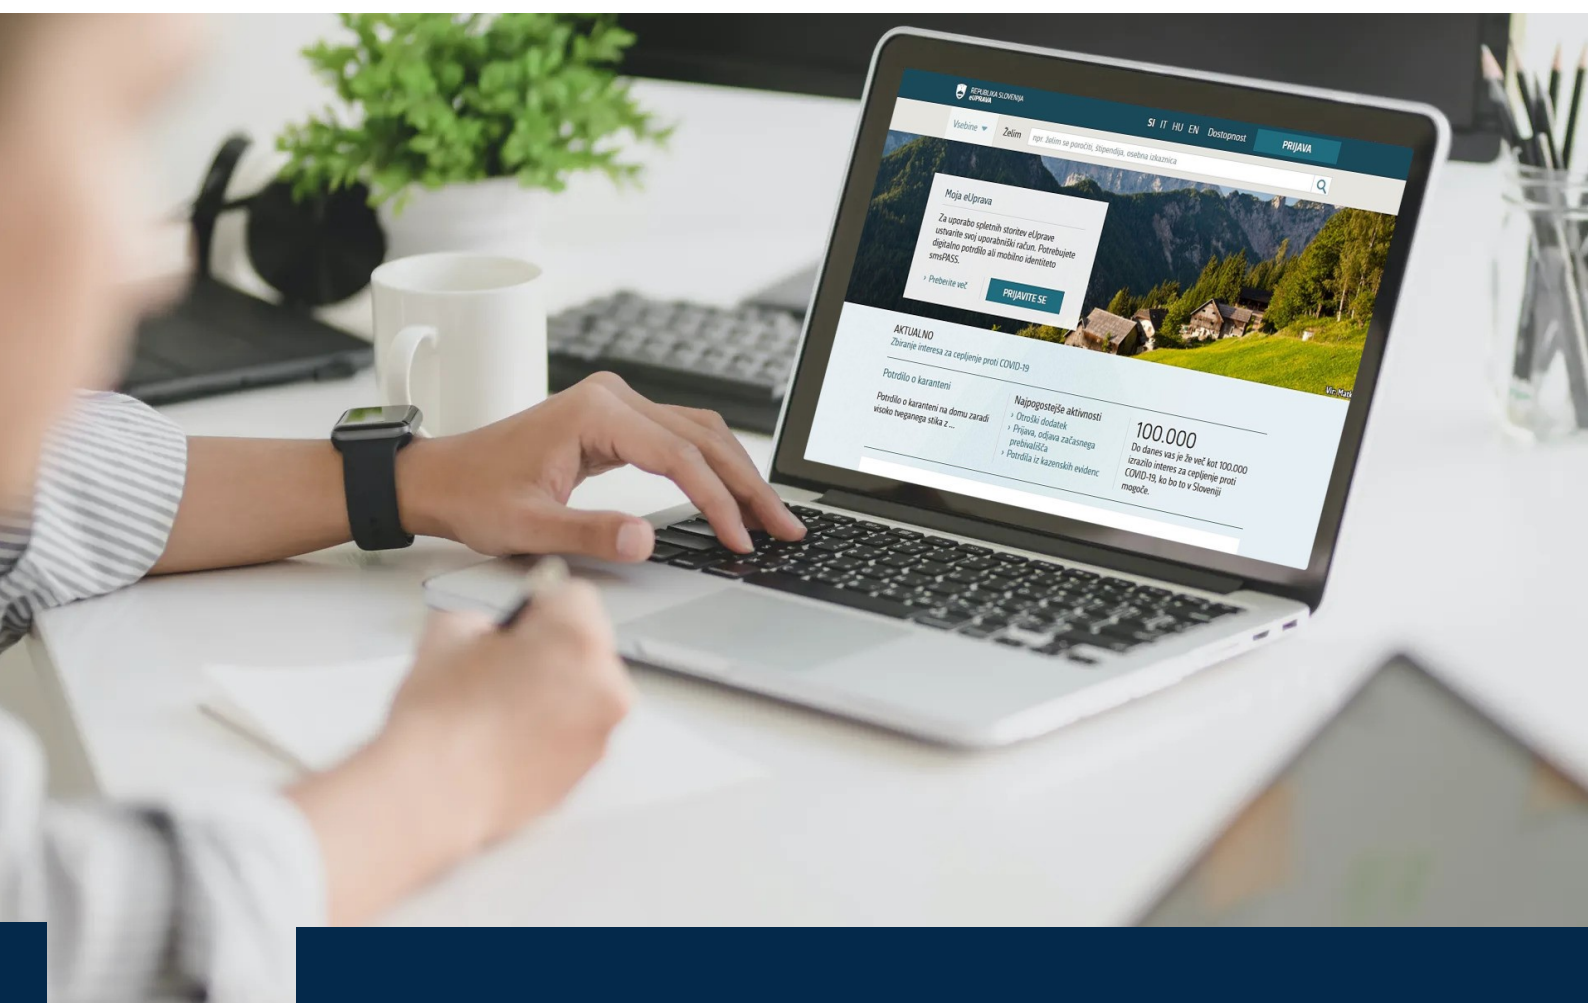 REPUBLIKA SLOVENIJA
eUPRAVA
SI IT HU EN Dostopnost PRIJAVA
Vsebine Želim npr. želim se poročiti, štipendija, osebna izkaznica
Moja eUprava
Za uporabo spletnih storitev eUprave
ustvarite svoj uporabniški račun. Potrebujete
digitalno potrdilo ali mobilno identiteto
smsPASS.
› Preberite več PRIJAVITE SE
Vir: Matk
AKTUALNO
Zbiranje interesa za cepljenje proti COVID-19
Potrdilo o karanteni
Potrdilo o karanteni na domu zaradi
visoko tveganega stika z ...
Najpogostejše aktivnosti
› Otroški dodatek
› Prijava, odjava začasnega
prebivališča
› Potrdila iz kazenskih evidenc
100.000
Do danes vas je že več kot 100.000
izrazilo interes za cepljenje proti
COVID-19, ko bo to v Sloveniji
mogoče.